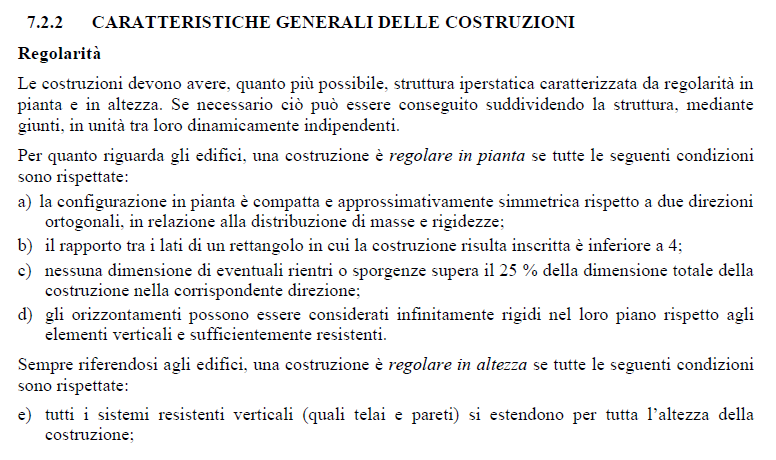 7.2.2 CARATTERISTICHE GENERALI DELLE COSTRUZIONI
Regolarità
Le costruzioni devono avere, quanto più possibile, struttura iperstatica caratterizzata da regolarità in
pianta e in altezza. Se necessario ciò può essere conseguito suddividendo la struttura, mediante
giunti, in unità tra loro dinamicamente indipendenti.
Per quanto riguarda gli edifici, una costruzione è regolare in pianta se tutte le seguenti condizioni
sono rispettate:
a) la configurazione in pianta è compatta e approssimativamente simmetrica rispetto a due direzioni
ortogonali, in relazione alla distribuzione di masse e rigidezze;
b) il rapporto tra i lati di un rettangolo in cui la costruzione risulta inscritta è inferiore a 4;
c) nessuna dimensione di eventuali rientri o sporgenze supera il 25 % della dimensione totale della
costruzione nella corrispondente direzione;
d) gli orizzontamenti possono essere considerati infinitamente rigidi nel loro piano rispetto agli
elementi verticali e sufficientemente resistenti.
Sempre riferendosi agli edifici, una costruzione è regolare in altezza se tutte le seguenti condizioni
sono rispettate:
e) tutti i sistemi resistenti verticali (quali telai e pareti) si estendono per tutta l’altezza della
costruzione;